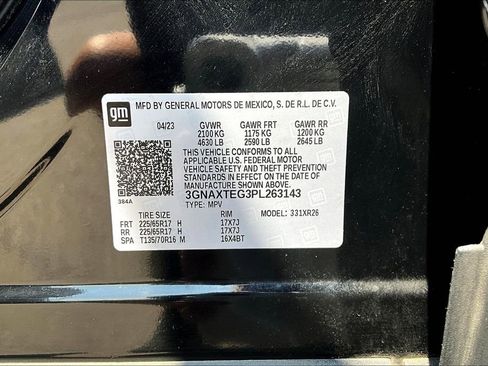 gm
MFD BY GENERAL MOTORS DE MEXICO, S. DE R.L. DE C.V.
04/23 GVWR GAWR FRT GAWR RR
2100 KG 1175 KG 1200 KG
4630 LB 2590 LB 2645 LB
THIS VEHICLE CONFORMS TO ALL
APPLICABLE U.S. FEDERAL MOTOR
VEHICLE SAFETY AND THEFT PREVENTION
STANDARDS IN EFFECT ON THE DATE OF
MANUFACTURE SHOWN ABOVE.
384A
3GNAXTEG3PL263143
TYPE: MPV
TIRE SIZE RIM MODEL: 331XR26
FRT 225/65R17 H 17X7J
RR 225/65R17 H 17X7J
SPA T135/70R16 M 16X4BT